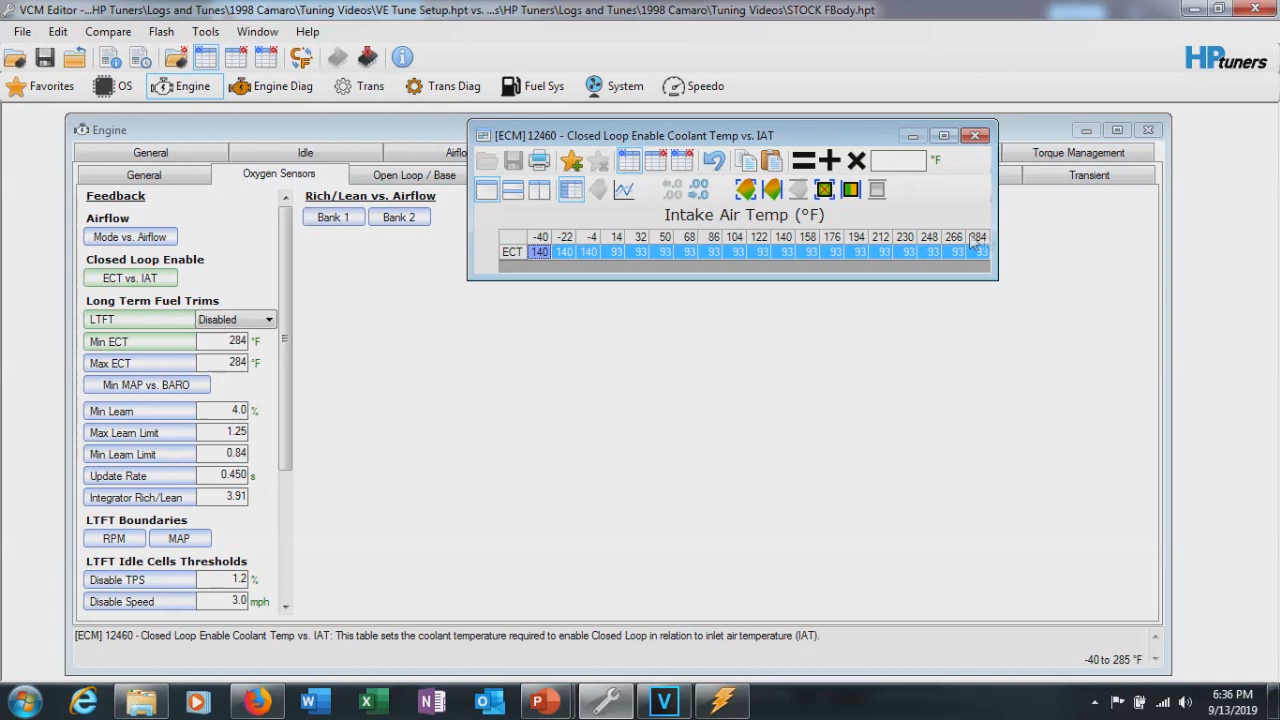 VCM Editor -...HP Tuners\Logs and Tunes\1998 Camaro\Tuning Videos\VE Tune Setup.hpt vs. ...s\HP Tuners\Logs and Tunes\1998 Camaro\Tuning Videos\STOCK FBody.hpt
File Edit Compare Flash Tools Window Help
HPtuners
Favorites OS Engine Engine Diag Trans Trans Diag Fuel Sys System Speedo
Engine
[ECM] 12460 - Closed Loop Enable Coolant Temp vs. IAT
General Idle Airflo Torque Management
General Oxygen Sensors Open Loop / Base Transient
°F
.0 .00
.00 .0
Intake Air Temp (°F)
-40 -22 -4 14 32 50 68 86 104 122 140 158 176 194 212 230 248 266 284
ECT 140 140 140 93 93 93 93 93 93 93 93 93 93 93 93 93 93 93 93
Feedback
Airflow
Mode vs. Airflow
Closed Loop Enable
ECT vs. IAT
Long Term Fuel Trims
LTFT Disabled
Min ECT 284 °F
Max ECT 284 °F
Min MAP vs. BARO
Min Learn 4.0 %
Max Learn Limit 1.25
Min Learn Limit 0.84
Update Rate 0.450 s
Integrator Rich/Lean 3.91
LTFT Boundaries
RPM MAP
LTFT Idle Cells Thresholds
Disable TPS 1.2 %
Disable Speed 3.0 mph
Rich/Lean vs. Airflow
Bank 1 Bank 2
[ECM] 12460 - Closed Loop Enable Coolant Temp vs. IAT: This table sets the coolant temperature required to enable Closed Loop in relation to inlet air temperature (IAT).
-40 to 285 °F
6:36 PM
9/13/2019